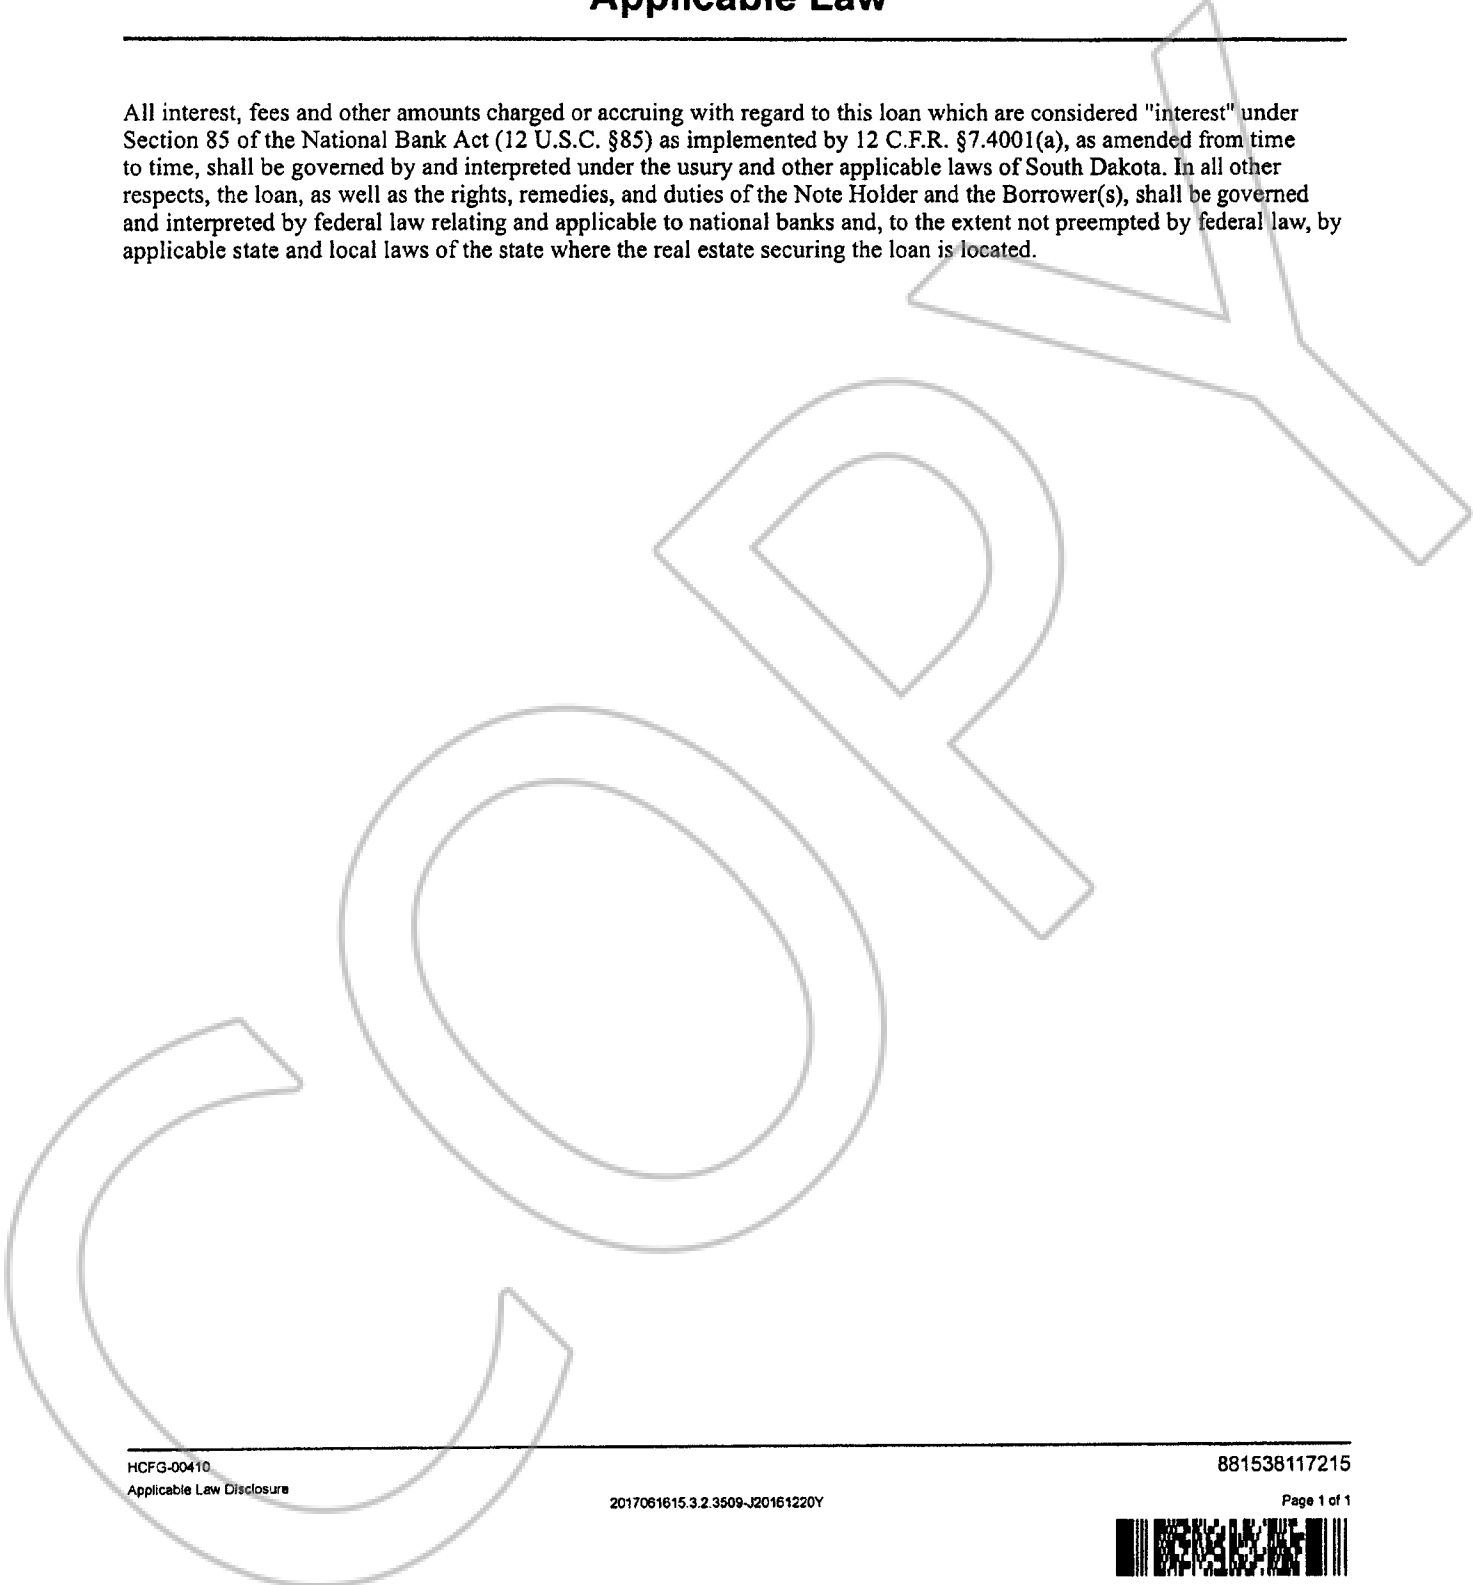 Applicable Law
All interest, fees and other amounts charged or accruing with regard to this loan which are considered "interest" under
Section 85 of the National Bank Act (12 U.S.C. §85) as implemented by 12 C.F.R. §7.4001(a), as amended from time
to time, shall be governed by and interpreted under the usury and other applicable laws of South Dakota. In all other
respects, the loan, as well as the rights, remedies, and duties of the Note Holder and the Borrower(s), shall be governed
and interpreted by federal law relating and applicable to national banks and, to the extent not preempted by federal law, by
applicable state and local laws of the state where the real estate securing the loan is located.
COPY
HCFG-00410
881538117215
Applicable Law Disclosure
2017061615.3.2.3509-J20161220Y
Page 1 of 1